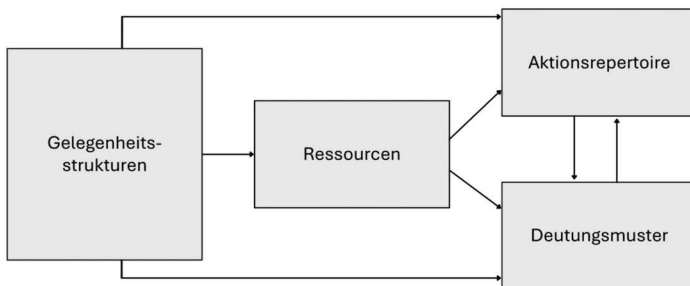 Aktionsrepertoire
Gelegenheits-
strukturen
Ressourcen
Deutungsmuster